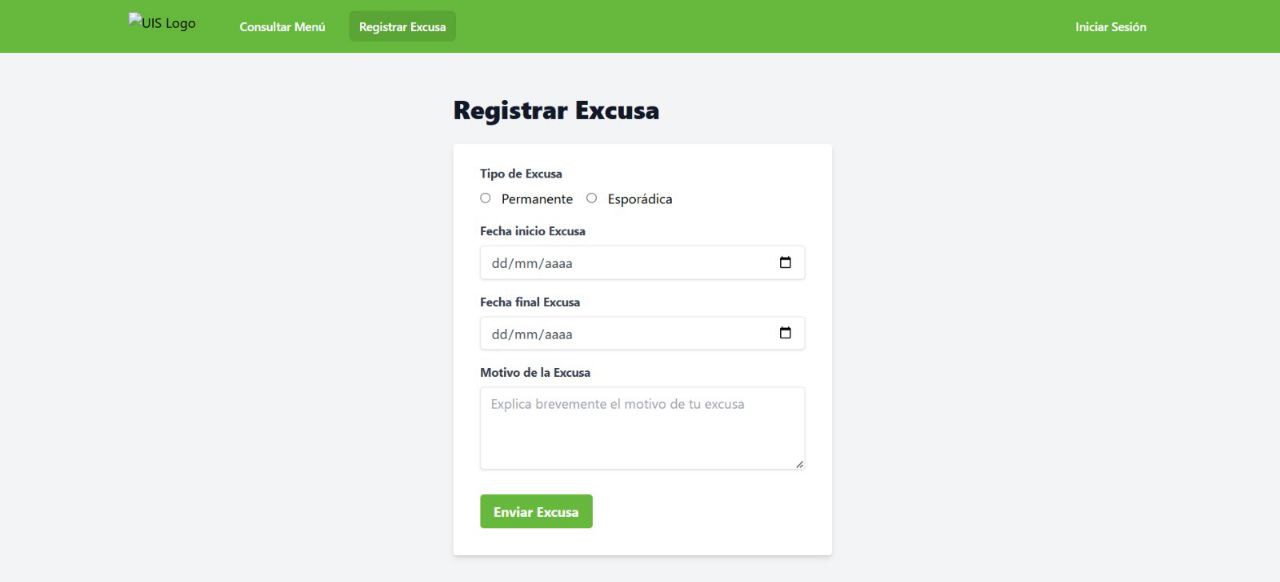 UIS Logo Consultar Menú Registrar Excusa Iniciar Sesión
Registrar Excusa
Tipo de Excusa
Permanente Esporádica
Fecha inicio Excusa
dd/mm/aaaa
Fecha final Excusa
dd/mm/aaaa
Motivo de la Excusa
Explica brevemente el motivo de tu excusa
Enviar Excusa